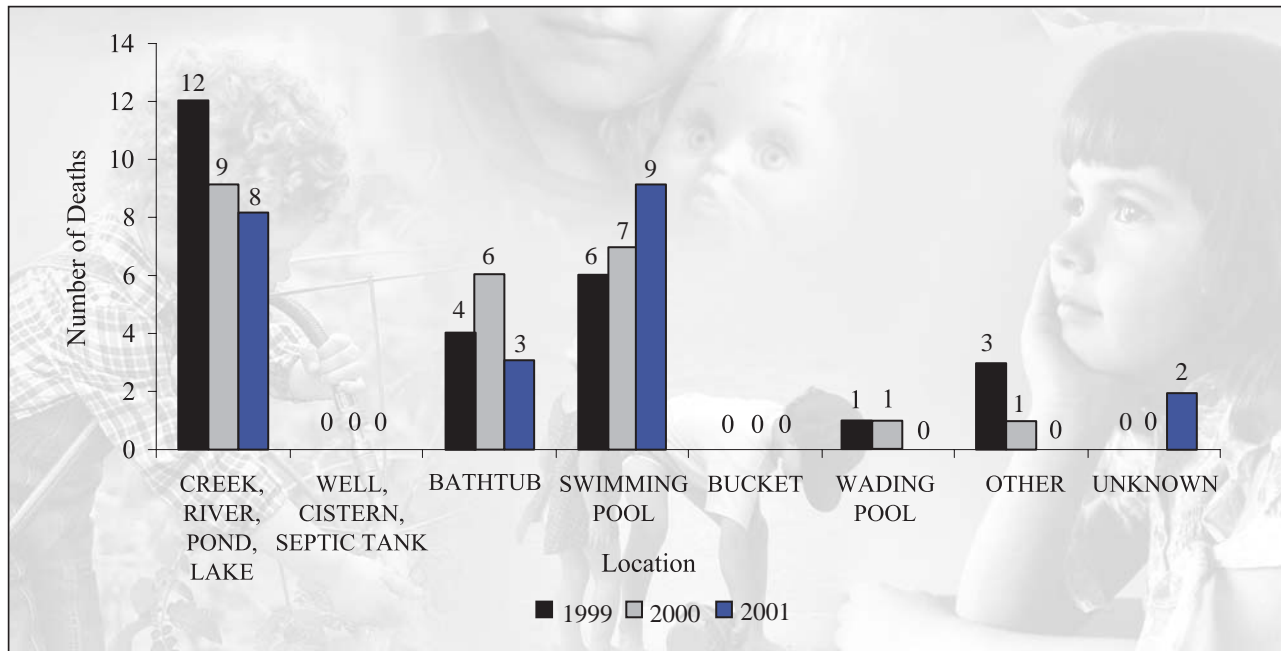 14
12
10
8
6
4
2
0
Number of Deaths
12
9
8
0 0 0
4
6
3
6
7
9
0 0 0
1 1 0
3
1
0
0 0
2
CREEK,
RIVER,
POND,
LAKE
WELL,
CISTERN,
SEPTIC TANK
BATHTUB
SWIMMING
POOL
BUCKET
WADING
POOL
OTHER
UNKNOWN
Location
1999 2000 2001